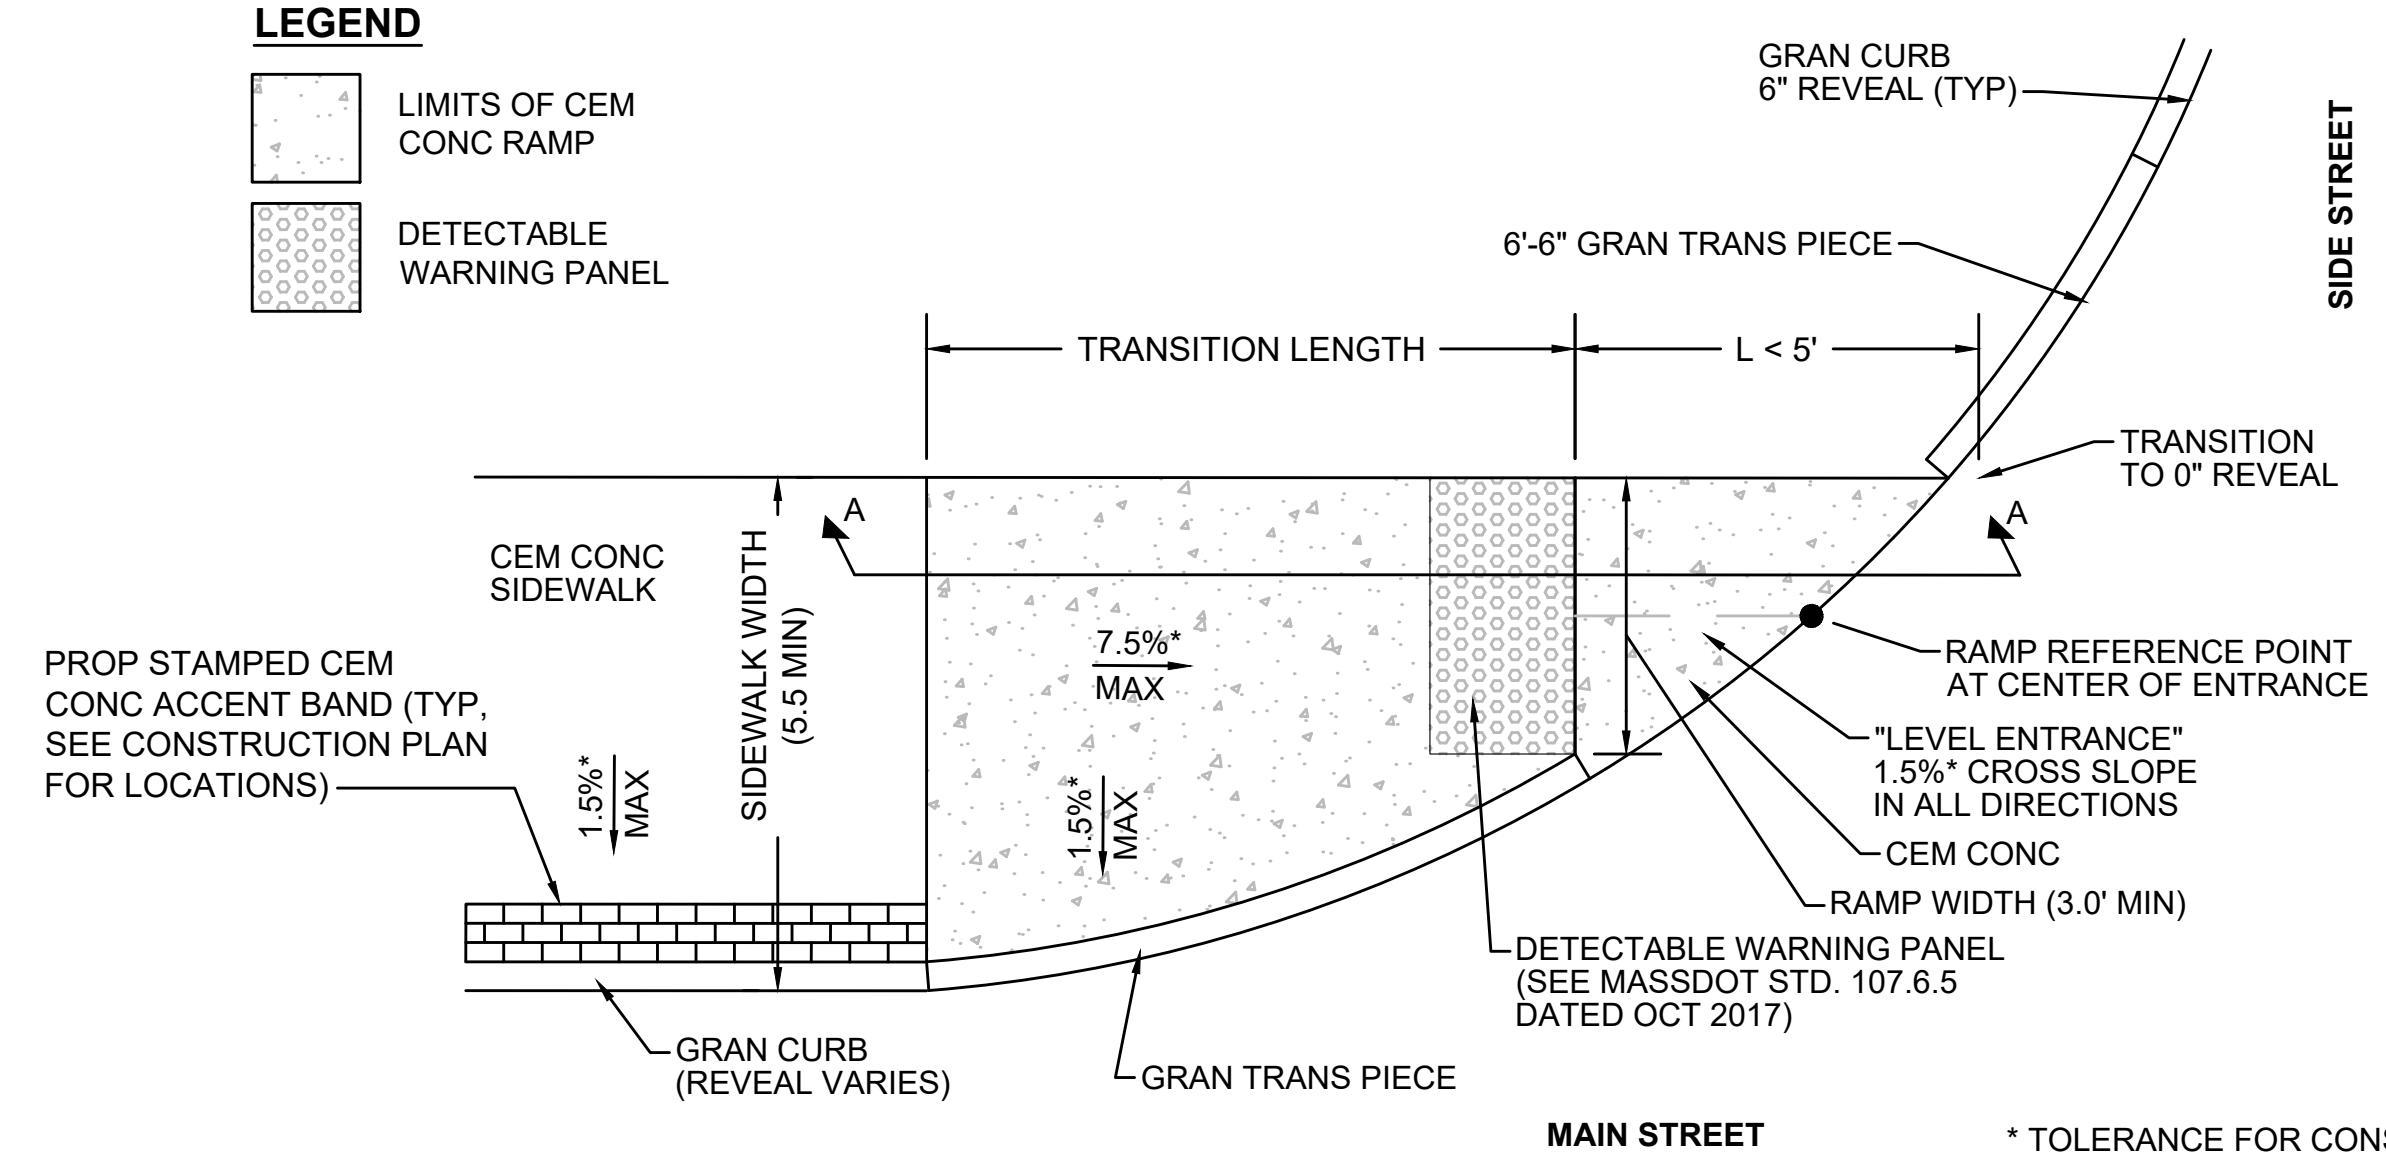 LEGEND
LIMITS OF CEM
CONC RAMP
DETECTABLE
WARNING PANEL
GRAN CURB
6" REVEAL (TYP)
SIDE STREET
6'-6" GRAN TRANS PIECE
TRANSITION LENGTH
L < 5'
TRANSITION
TO 0" REVEAL
A
A
CEM CONC
SIDEWALK
SIDEWALK WIDTH
(5.5 MIN)
7.5%*
MAX
PROP STAMPED CEM
CONC ACCENT BAND (TYP,
SEE CONSTRUCTION PLAN
FOR LOCATIONS)
1.5%*
MAX
1.5%*
MAX
RAMP REFERENCE POINT
AT CENTER OF ENTRANCE
"LEVEL ENTRANCE"
1.5%* CROSS SLOPE
IN ALL DIRECTIONS
CEM CONC
RAMP WIDTH (3.0' MIN)
DETECTABLE WARNING PANEL
(SEE MASSDOT STD. 107.6.5
DATED OCT 2017)
GRAN CURB
(REVEAL VARIES)
GRAN TRANS PIECE
MAIN STREET
* TOLERANCE FOR